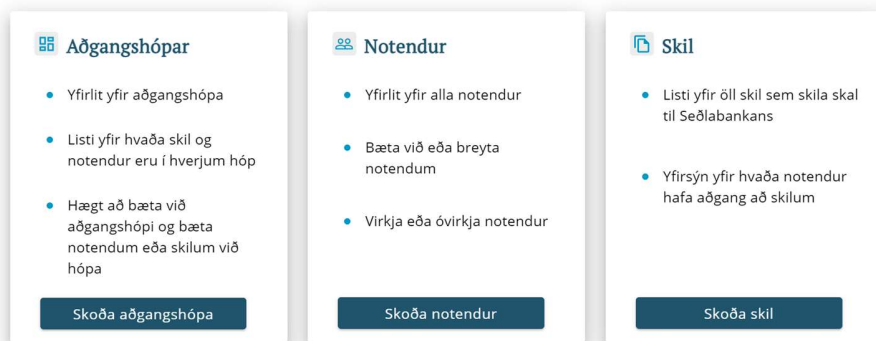 Aðgangshópar
Yfirlit yfir aðgangshópa
Listi yfir hvaða skil og
notendur eru í hverjum hóp
Hægt að bæta við
aðgangshópi og bæta
notendum eða skilum við
hópa
Skoða aðgangshópa
Notendur
Yfirlit yfir alla notendur
Bæta við eða breyta
notendum
Virkja eða óvirkja notendur
Skoða notendur
Skil
Listi yfir öll skil sem skila skal
til Seðlabankans
Yfirsýn yfir hvaða notendur
hafa aðgang að skilum
Skoða skil